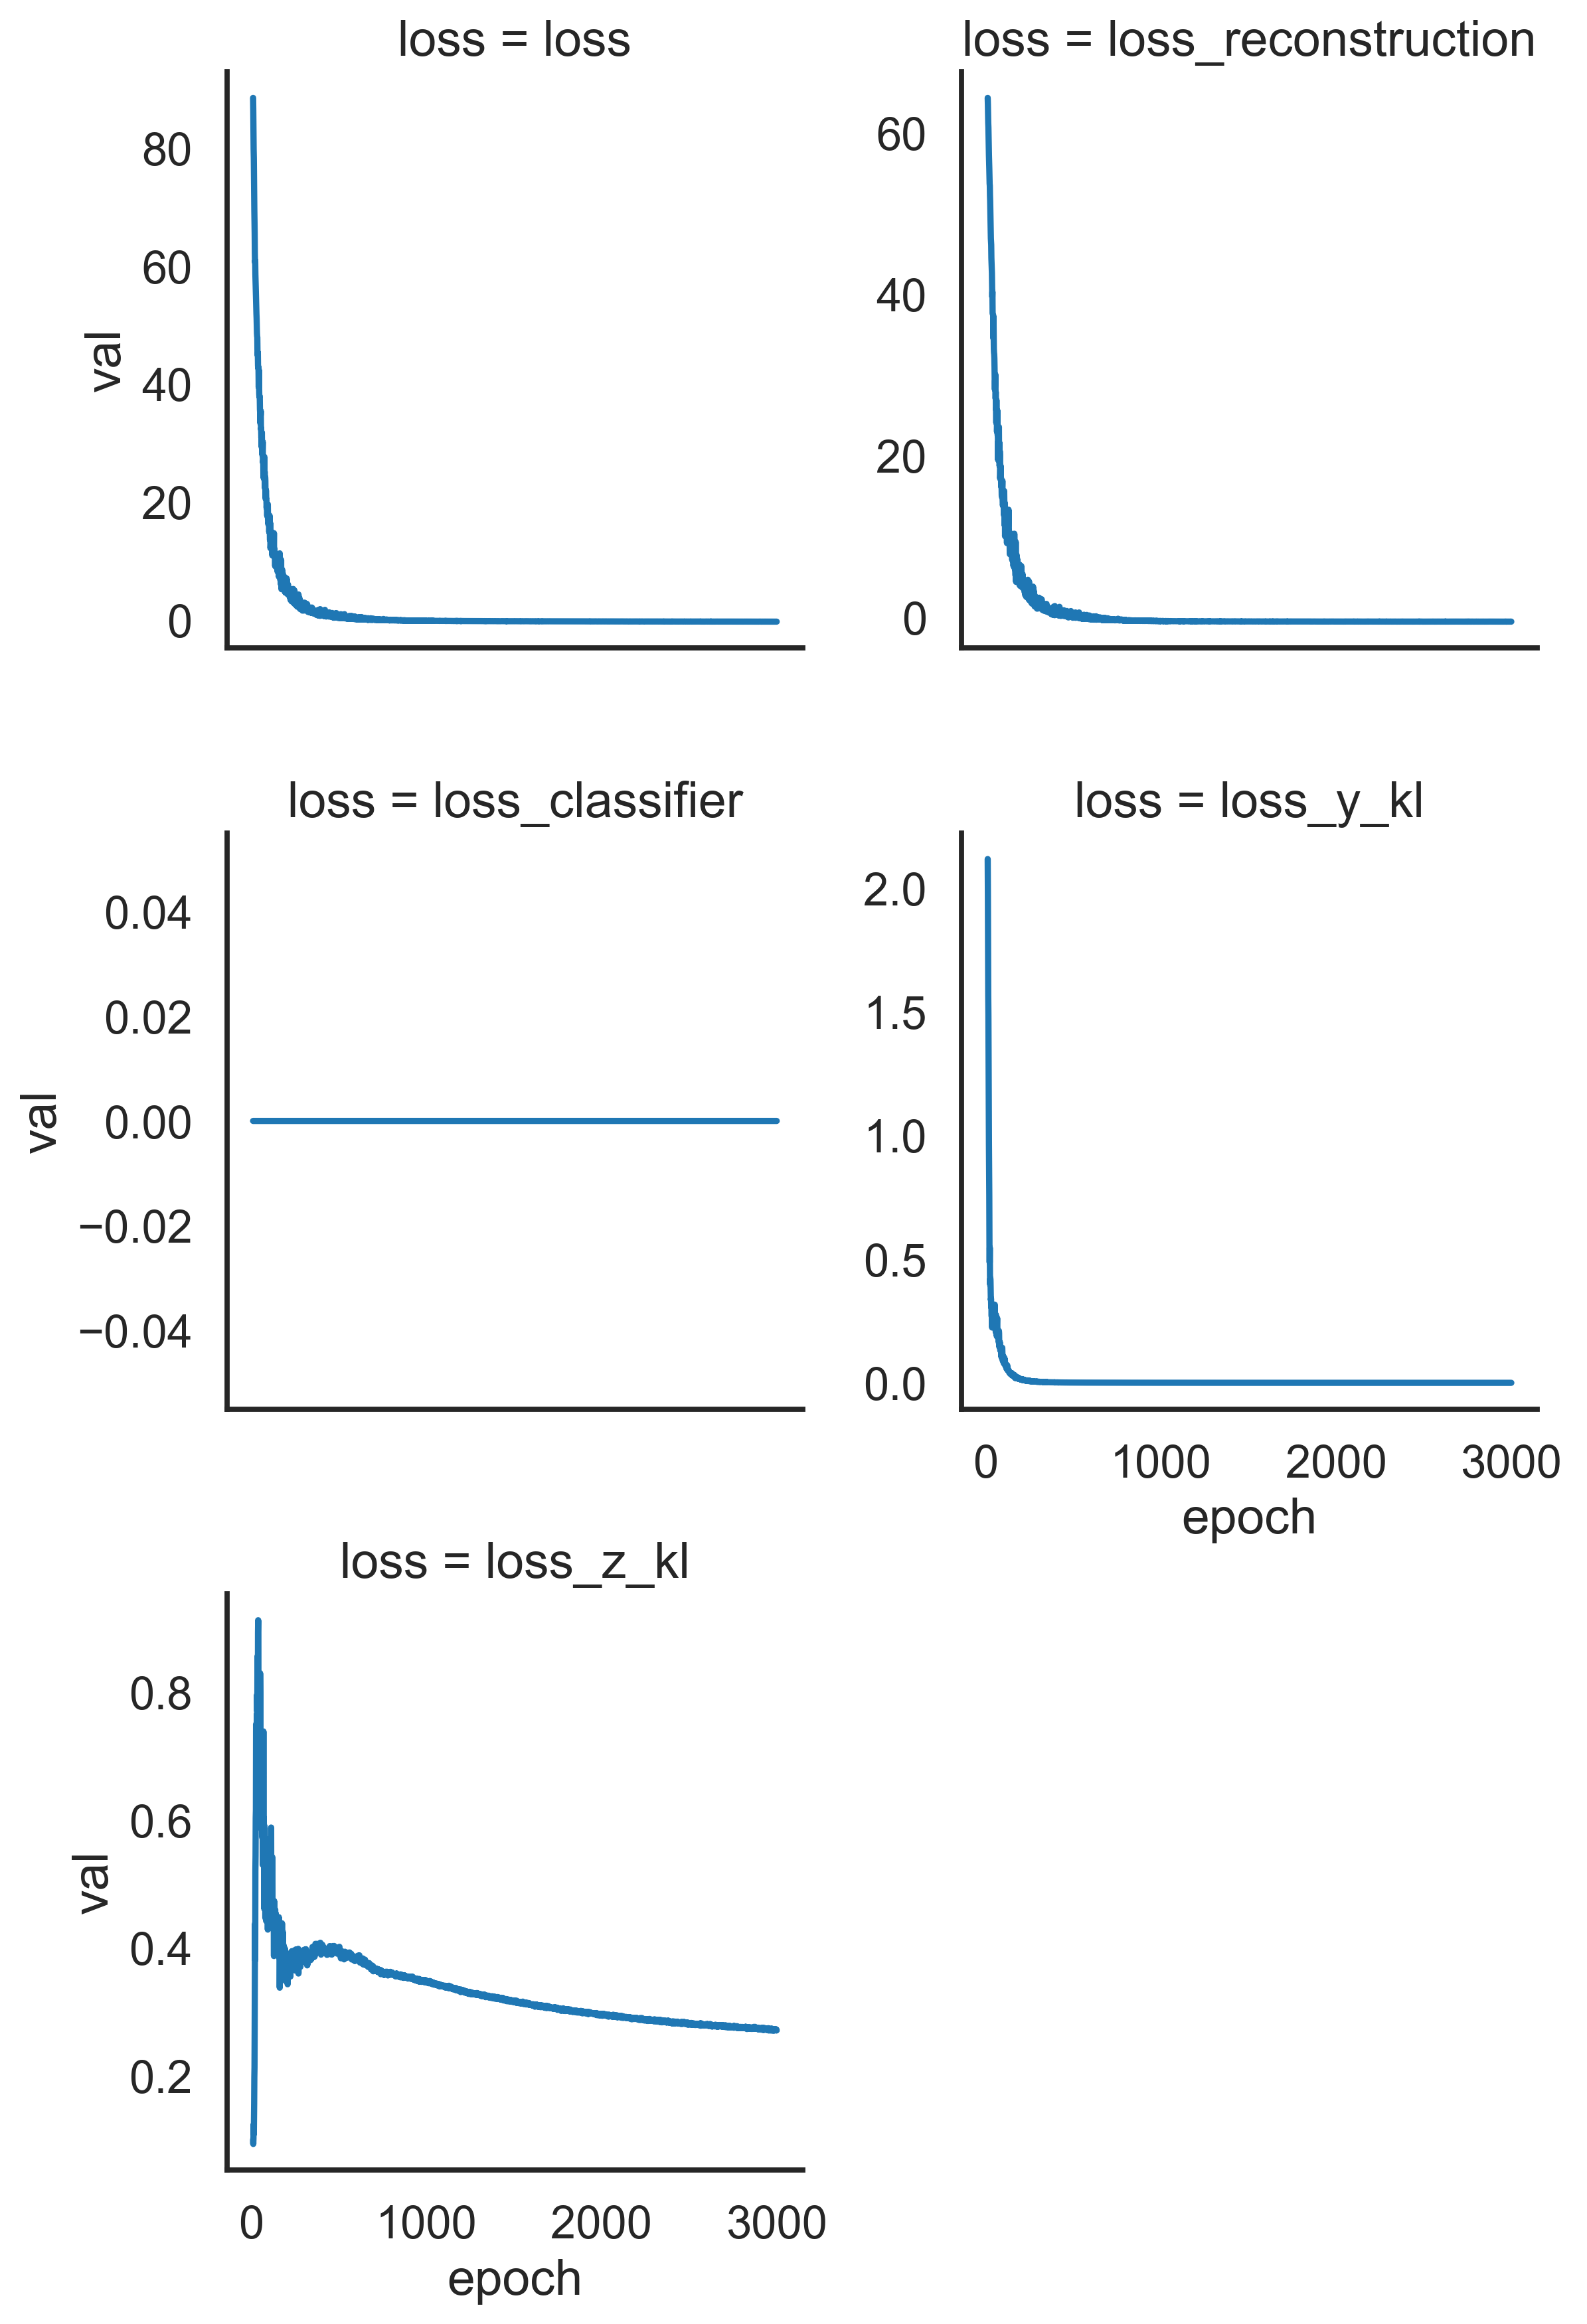 loss = loss
80
60
40
20
0
val
loss = loss_reconstruction
60
40
20
0
loss = loss_classifier
0.04
0.02
0.00
−0.02
−0.04
val
loss = loss_y_kl
2.0
1.5
1.0
0.5
0.0
0 1000 2000 3000
epoch
loss = loss_z_kl
0.8
0.6
0.4
0.2
val
0 1000 2000 3000
epoch